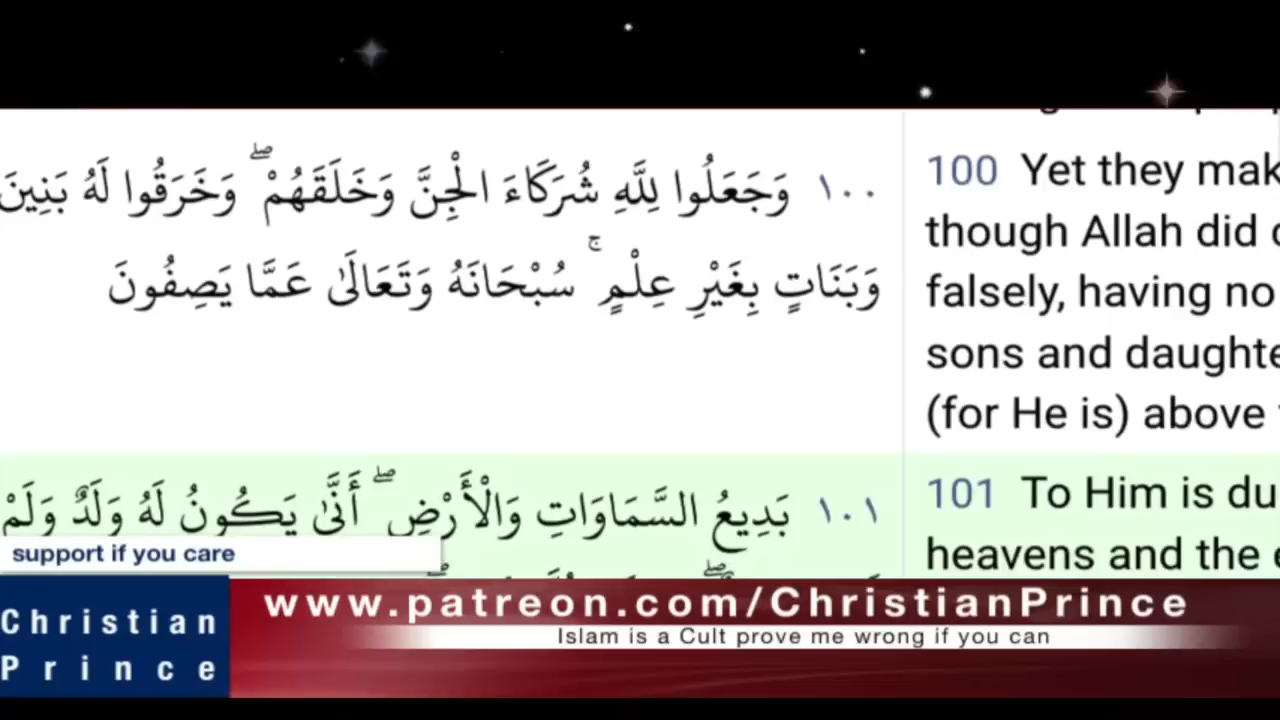 ١٠٠ وَجَعَلُوا لِلَّهِ شُرَكَاءَ الْجِنَّ وَخَلَقَهُمْ ۖ وَخَرَقُوا لَهُ بَنِينَ
وَبَنَاتٍ بِغَيْرِ عِلْمٍ ۚ سُبْحَانَهُ وَتَعَالَىٰ عَمَّا يَصِفُونَ
100 Yet they mak
though Allah did
falsely, having no
sons and daughte
(for He is) above
١٠١ بَدِيعُ السَّمَاوَاتِ وَالْأَرْضِ ۖ أَنَّىٰ يَكُونُ لَهُ وَلَدٌ وَلَمْ
101 To Him is du
heavens and the
support if you care
Christian
Prince
www.patreon.com/ChristianPrince
Islam is a Cult prove me wrong if you can